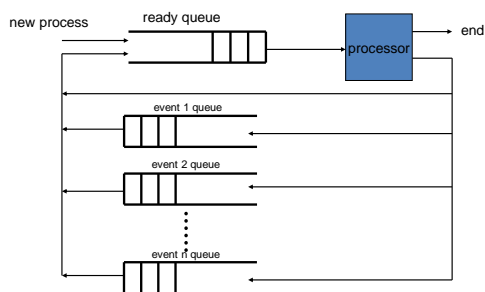 new process
ready queue
processor
end
event 1 queue
event 2 queue
event n queue